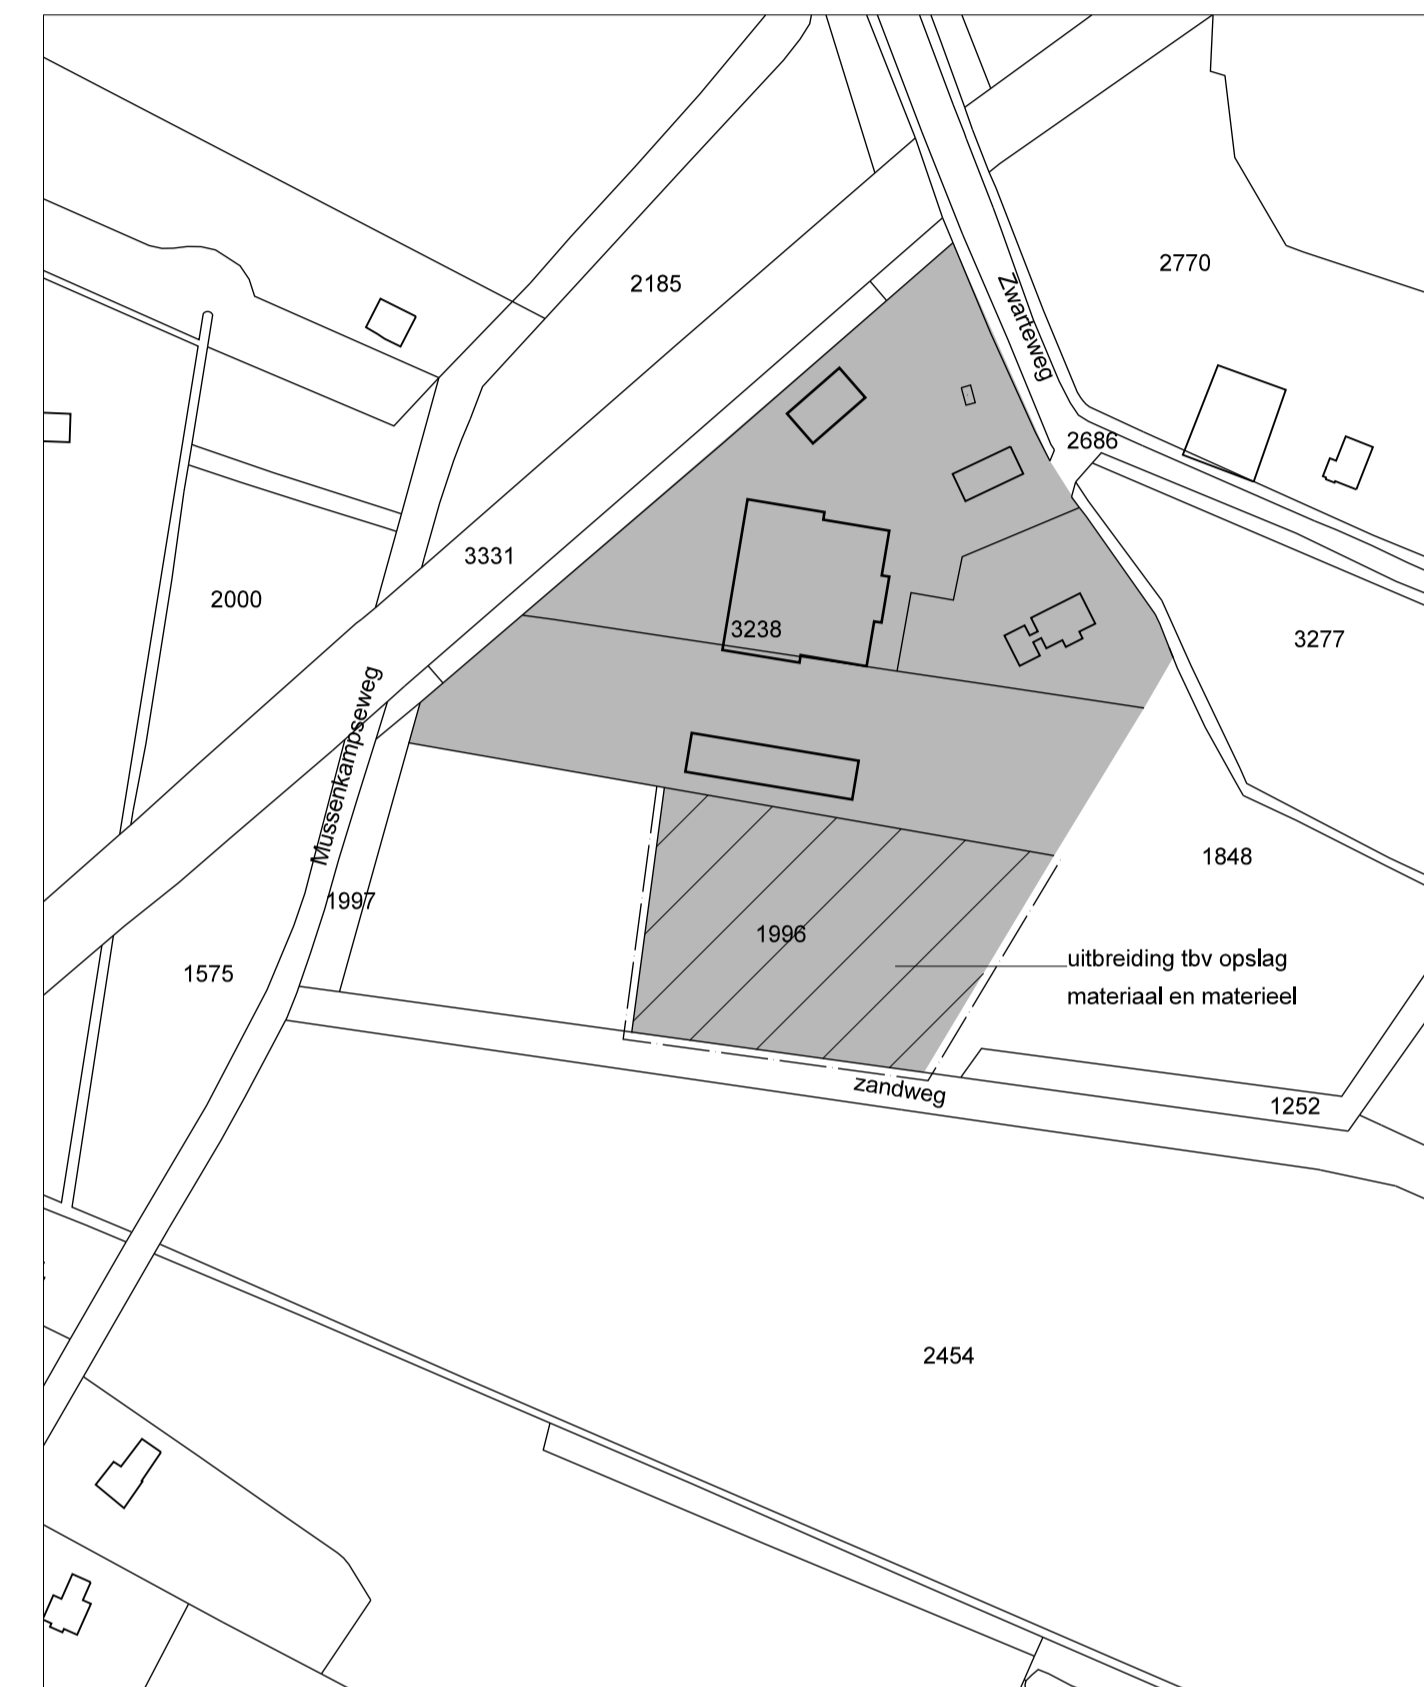 2185
2770
Zwarteweg
2686
3331
2000
3238
3277
Mussenkampseweg
1848
1997
1996
uitbreiding tbv opslag
materiaal en materieel
1575
zandweg
1252
2454